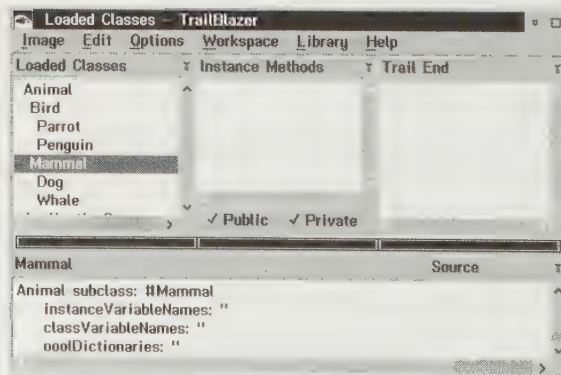 Loaded Classes – TrailBlazer
Image Edit Options Workspace Library Help
Loaded Classes
Instance Methods
Trail End
Animal
Bird
Parrot
Penguin
Mammal
Dog
Whale
✓ Public ✓ Private
Mammal
Source
Animal subclass: #Mammal
instanceVariableNames: ''
classVariableNames: ''
poolDictionaries: ''